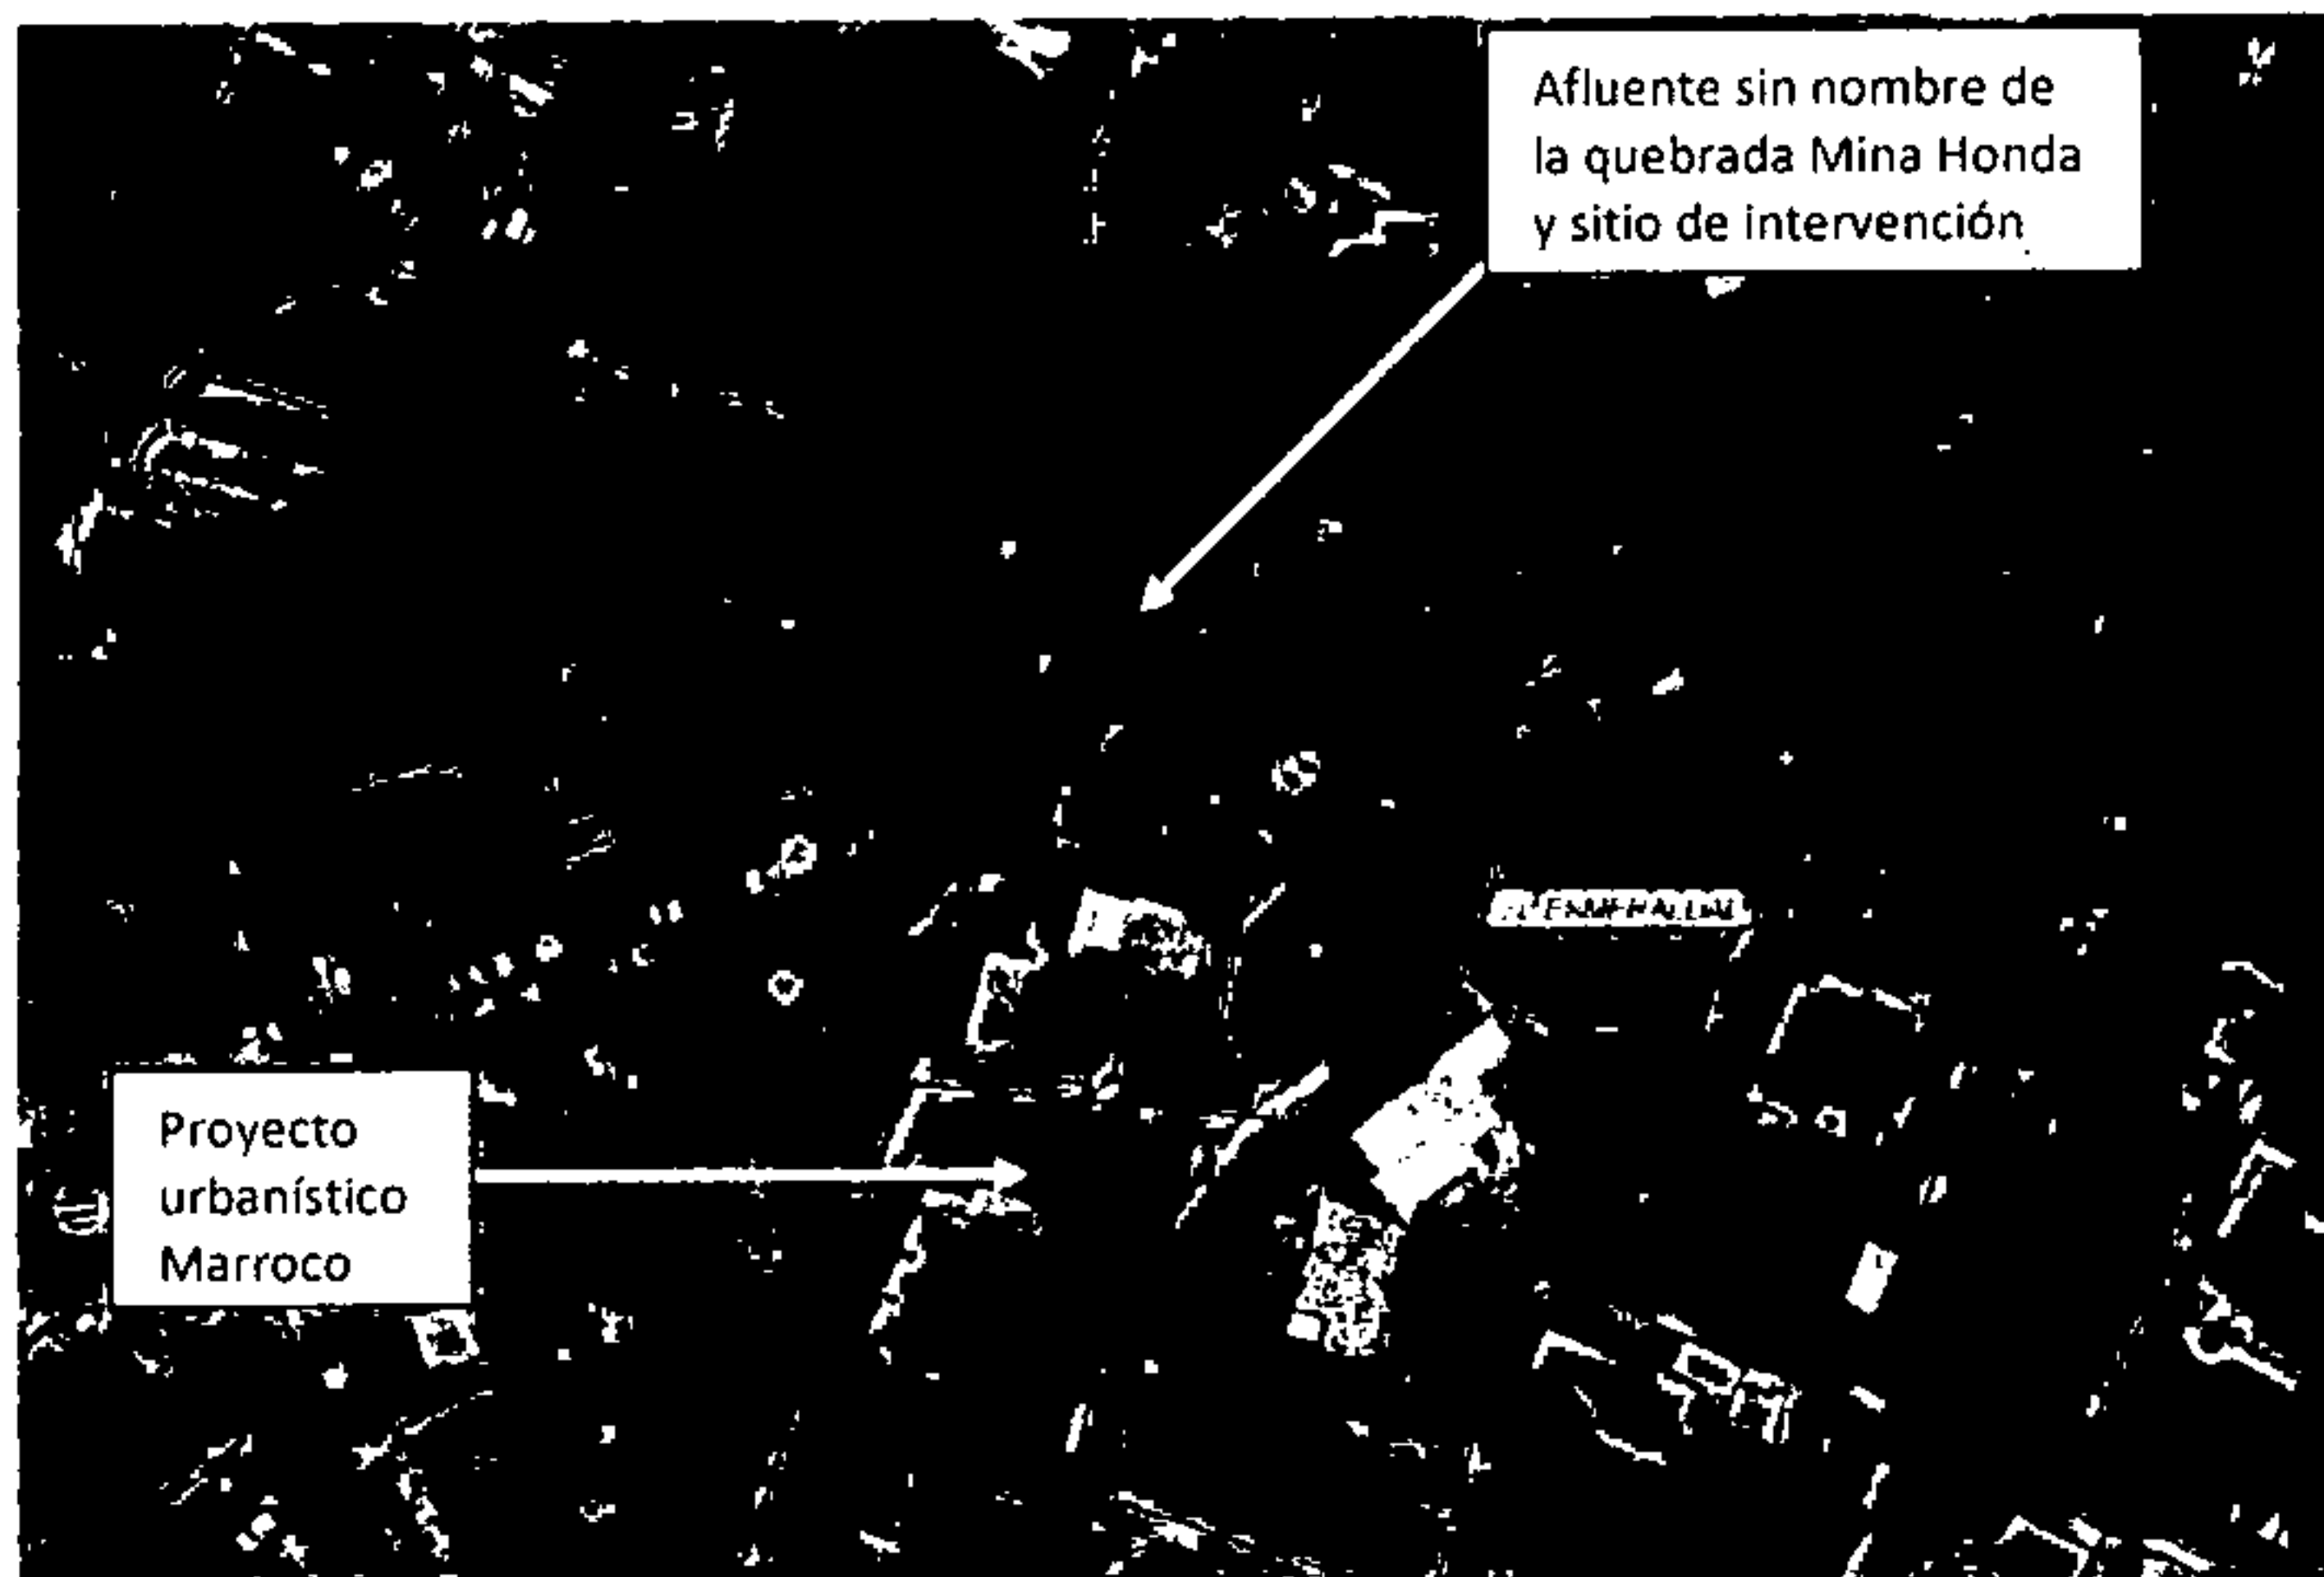 Afluente sin nombre de
la quebrada Mina Honda
y sitio de intervención
Proyecto
urbanístico
Marroco